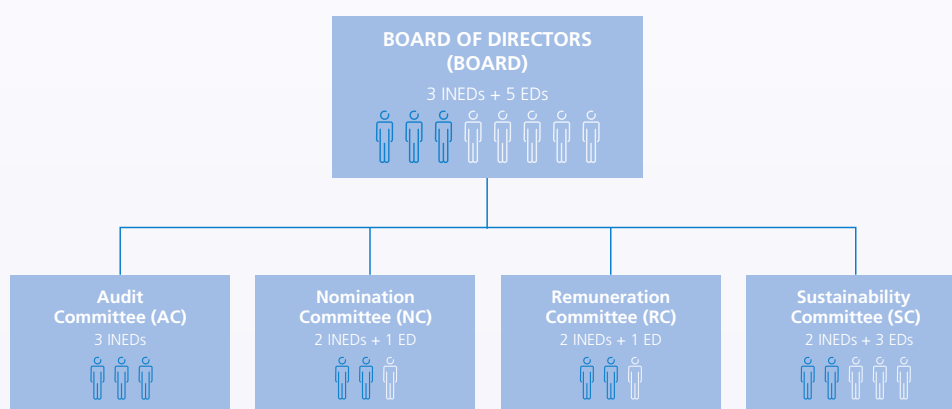 BOARD OF DIRECTORS
(BOARD)
3 INEDs + 5 EDs
Audit
Committee (AC)
3 INEDs
Nomination
Committee (NC)
2 INEDs + 1 ED
Remuneration
Committee (RC)
2 INEDs + 1 ED
Sustainability
Committee (SC)
2 INEDs + 3 EDs